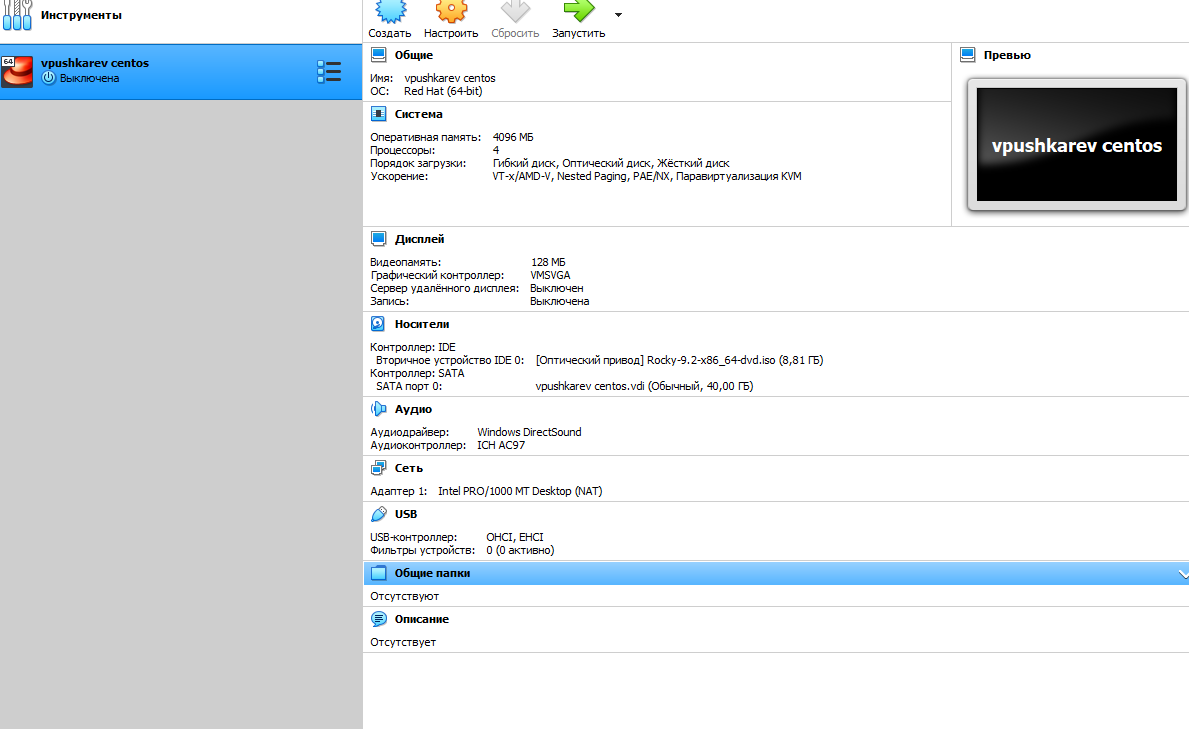 Инструменты
Создать Настроить Сбросить Запустить
64
vpushkarev centos
Выключена
Общие
Имя: vpushkarev centos
ОС: Red Hat (64-bit)
Превью
vpushkarev centos
Система
Оперативная память: 4096 МБ
Процессоры: 4
Порядок загрузки: Гибкий диск, Оптический диск, Жёсткий диск
Ускорение: VT-x/AMD-V, Nested Paging, PAE/NX, Паравиртуализация KVM
Дисплей
Видеопамять: 128 МБ
Графический контроллер: VMSVGA
Сервер удалённого дисплея: Выключен
Запись: Выключена
Носители
Контроллер: IDE
Вторичное устройство IDE 0: [Оптический привод] Rocky-9.2-x86_64-dvd.iso (8,81 ГБ)
Контроллер: SATA
SATA порт 0: vpushkarev centos.vdi (Обычный, 40,00 ГБ)
Аудио
Аудиодрайвер: Windows DirectSound
Аудиоконтроллер: ICH AC97
Сеть
Адаптер 1: Intel PRO/1000 MT Desktop (NAT)
USB
USB-контроллер: OHCI, EHCI
Фильтры устройств: 0 (0 активно)
Общие папки
Отсутствуют
Описание
Отсутствует